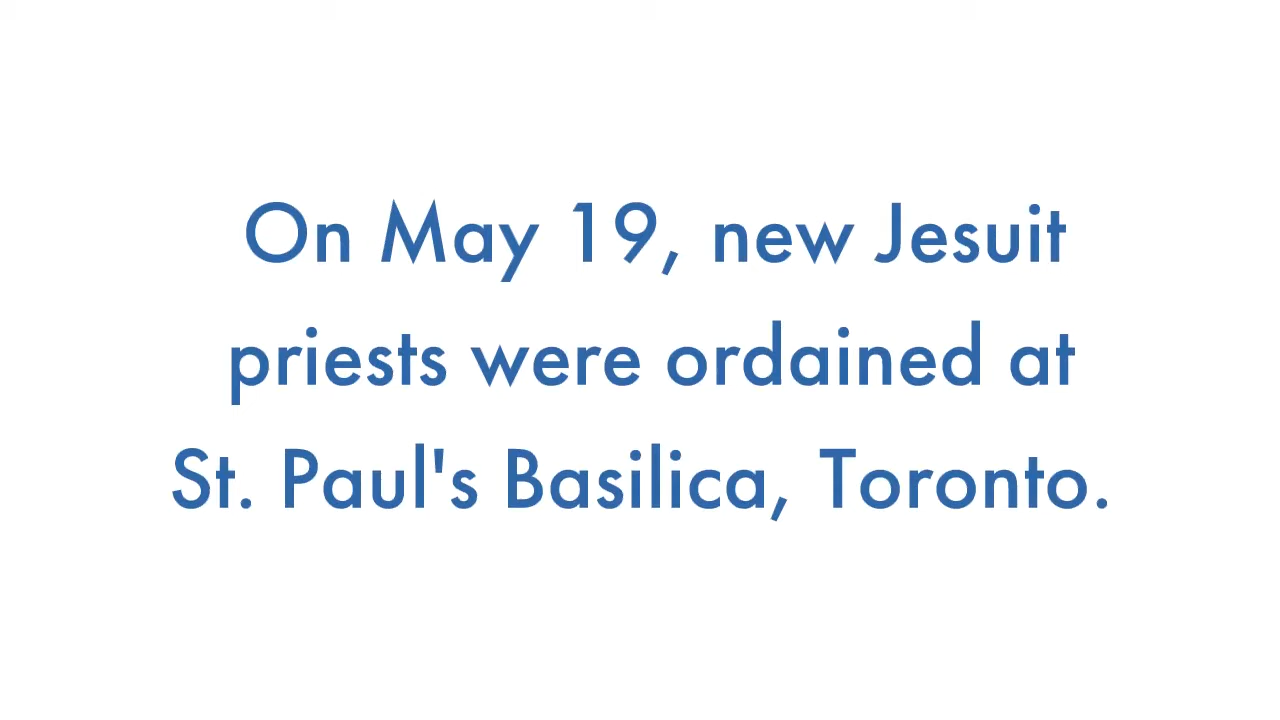 On May 19, new Jesuit
priests were ordained at
St. Paul's Basilica, Toronto.